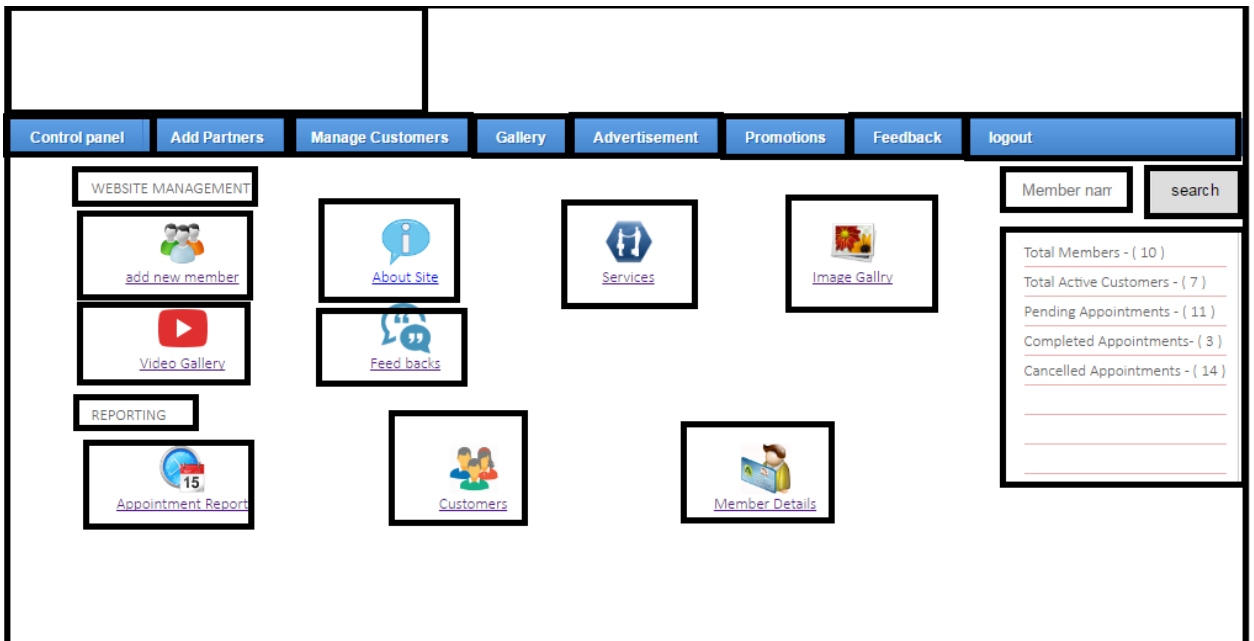 Control panel Add Partners Manage Customers Gallery Advertisement Promotions Feedback logout
WEBSITE MANAGEMENT
Member nam search
add new member About Site Services Image Gallry
Video Gallery Feed backs
Total Members - ( 10 )
Total Active Customers - ( 7 )
Pending Appointments - ( 11 )
Completed Appointments- ( 3 )
Cancelled Appointments - ( 14 )
REPORTING
15
Appointment Report Customers Member Details